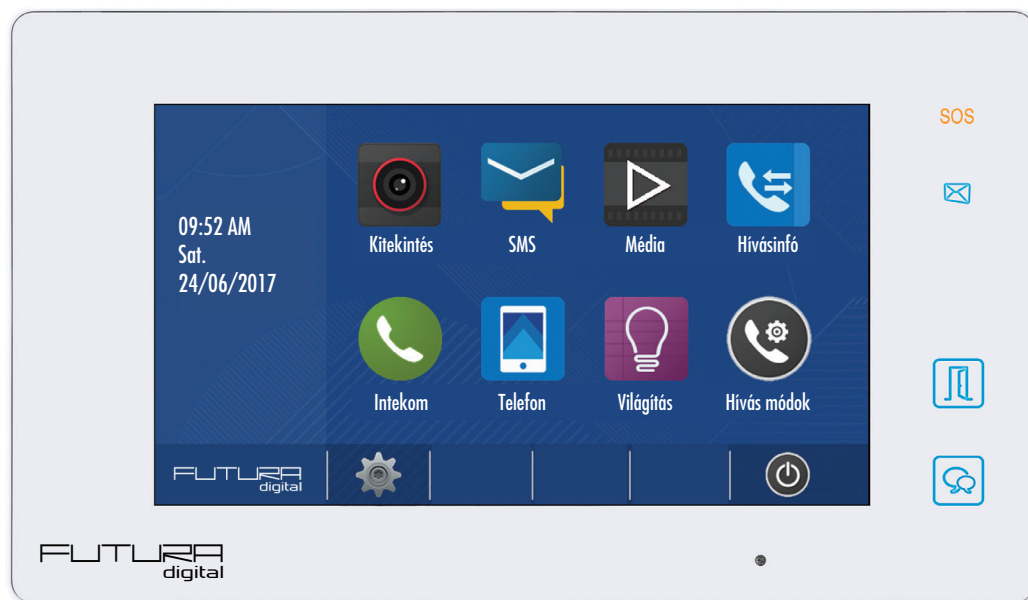 SOS
09:52 AM
Sat.
24/06/2017
Kitekintés
SMS
Média
Hívásinfó
Intekom
Telefon
Világítás
Hívás módok
FUTURA
digital
FUTURA
digital